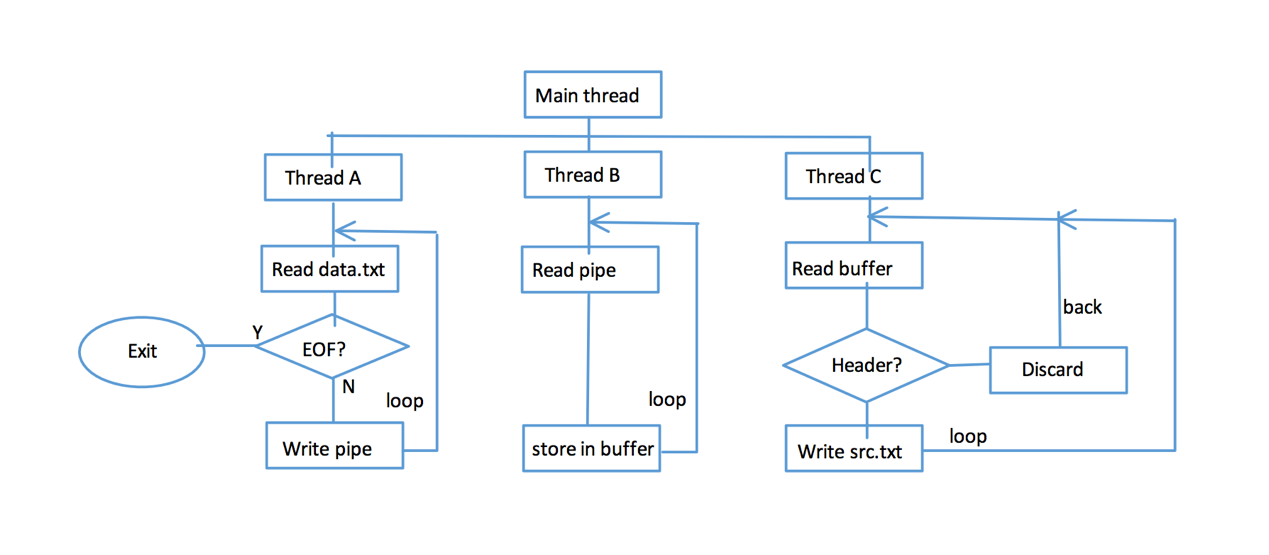 Main thread
Thread A
Thread B
Thread C
Read data.txt
Read pipe
Read buffer
back
Y
Exit
EOF?
Header?
Discard
N
loop
loop
loop
Write pipe
store in buffer
Write src.txt